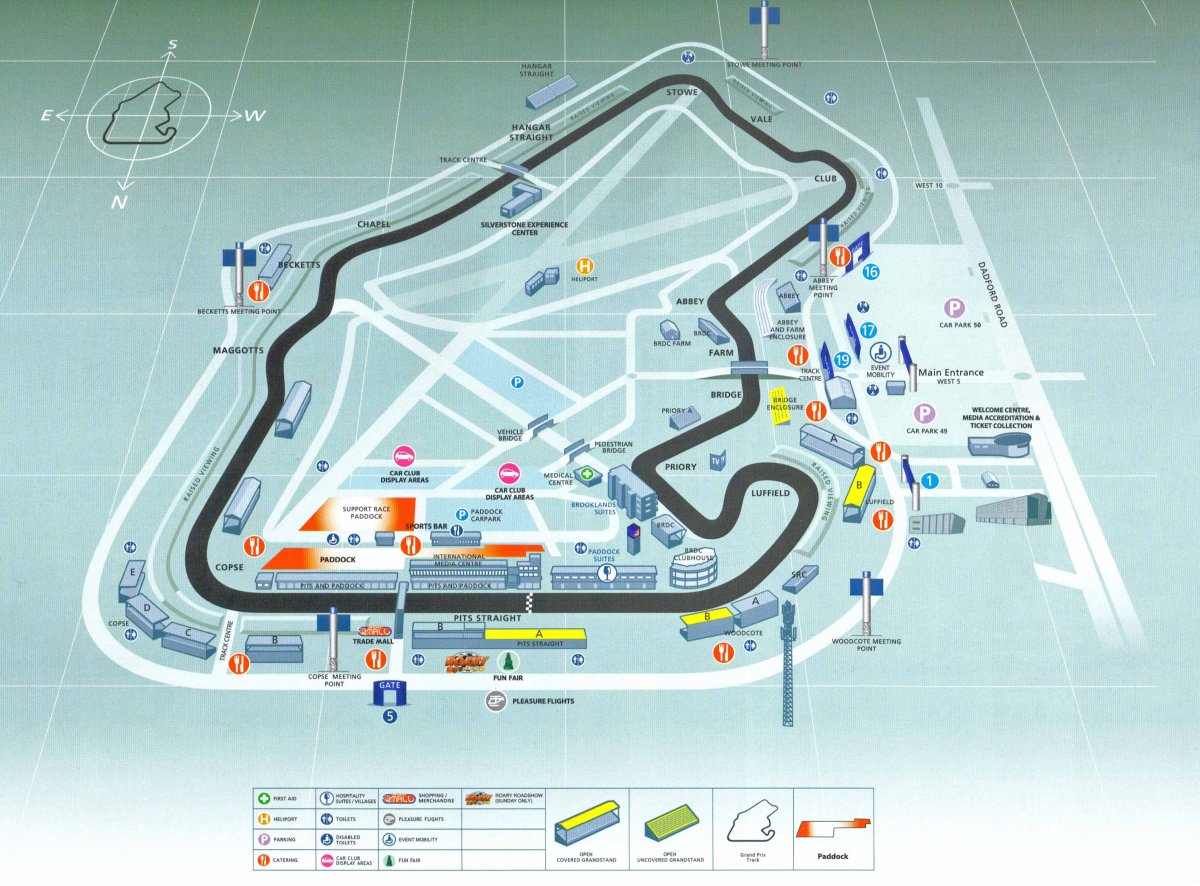 S
E
W
N
STOWE MEETING POINT
HANGAR
STRAIGHT
RAISED VIEWING
STOWE
RAISED VIEWING
VALE
HANGAR
STRAIGHT
TRACK CENTRE
CLUB
WEST 10
RAISED VIEWING
CHAPEL
SILVERSTONE EXPERIENCE
CENTER
BECKETTS
H
HELIPORT
GATE
16
ABBEY
MEETING
POINT
DADFORD ROAD
BECKETTS MEETING POINT
ABBEY
ABBEY
P
CAR PARK 50
ABBEY
AND FARM
ENCLOSURE
BRDC
BRDC FARM
17
MAGGOTTS
FARM
TRACK
CENTRE
19
EVENT
MOBILITY
Main Entrance
WEST 5
P
BRIDGE
BRIDGE
ENCLOSURE
PRIORY A
P
CAR PARK 49
WELCOME CENTRE,
MEDIA ACCREDITATION &
TICKET COLLECTION
VEHICLE
BRIDGE
PEDESTRIAN
BRIDGE
A
RAISED VIEWING
CAR CLUB
DISPLAY AREAS
CAR CLUB
DISPLAY AREAS
MEDICAL
CENTRE
PRIORY
TV
LUFFIELD
RAISED VIEWING
B
LUFFIELD
1
BROOKLANDS
SUITES
SUPPORT RACE
PADDOCK
P
PADDOCK
CARPARK
SPORTS BAR
BRDC
PADDOCK
INTERNATIONAL
MEDIA CENTRE
PADDOCK
SUITES
BRDC
CLUBHOUSE
COPSE
PITS AND PADDOCK
PITS AND PADDOCK
SRC
E
D
C
COPSE
TRACK CENTRE
B
PITS STRAIGHT
MALL
TRADE MALL
B
A
PITS STRAIGHT
B
A
WOODCOTE
WOODCOTE MEETING
POINT
COPSE MEETING
POINT
ROARY
FUN FAIR
GATE
5
PLEASURE FLIGHTS
FIRST AID
HOSPITALITY
SUITES / VILLAGES
MALL
SHOPPING /
MERCHANDISE
ROARY
ROARY ROADSHOW
(SUNDAY ONLY)
H
HELIPORT
TOILETS
PLEASURE FLIGHTS
P
PARKING
DISABLED
TOILETS
EVENT MOBILITY
CATERING
CAR CLUB
DISPLAY AREAS
FUN FAIR
OPEN
COVERED GRANDSTAND
OPEN
UNCOVERED GRANDSTAND
Grand Prix
Track
Paddock